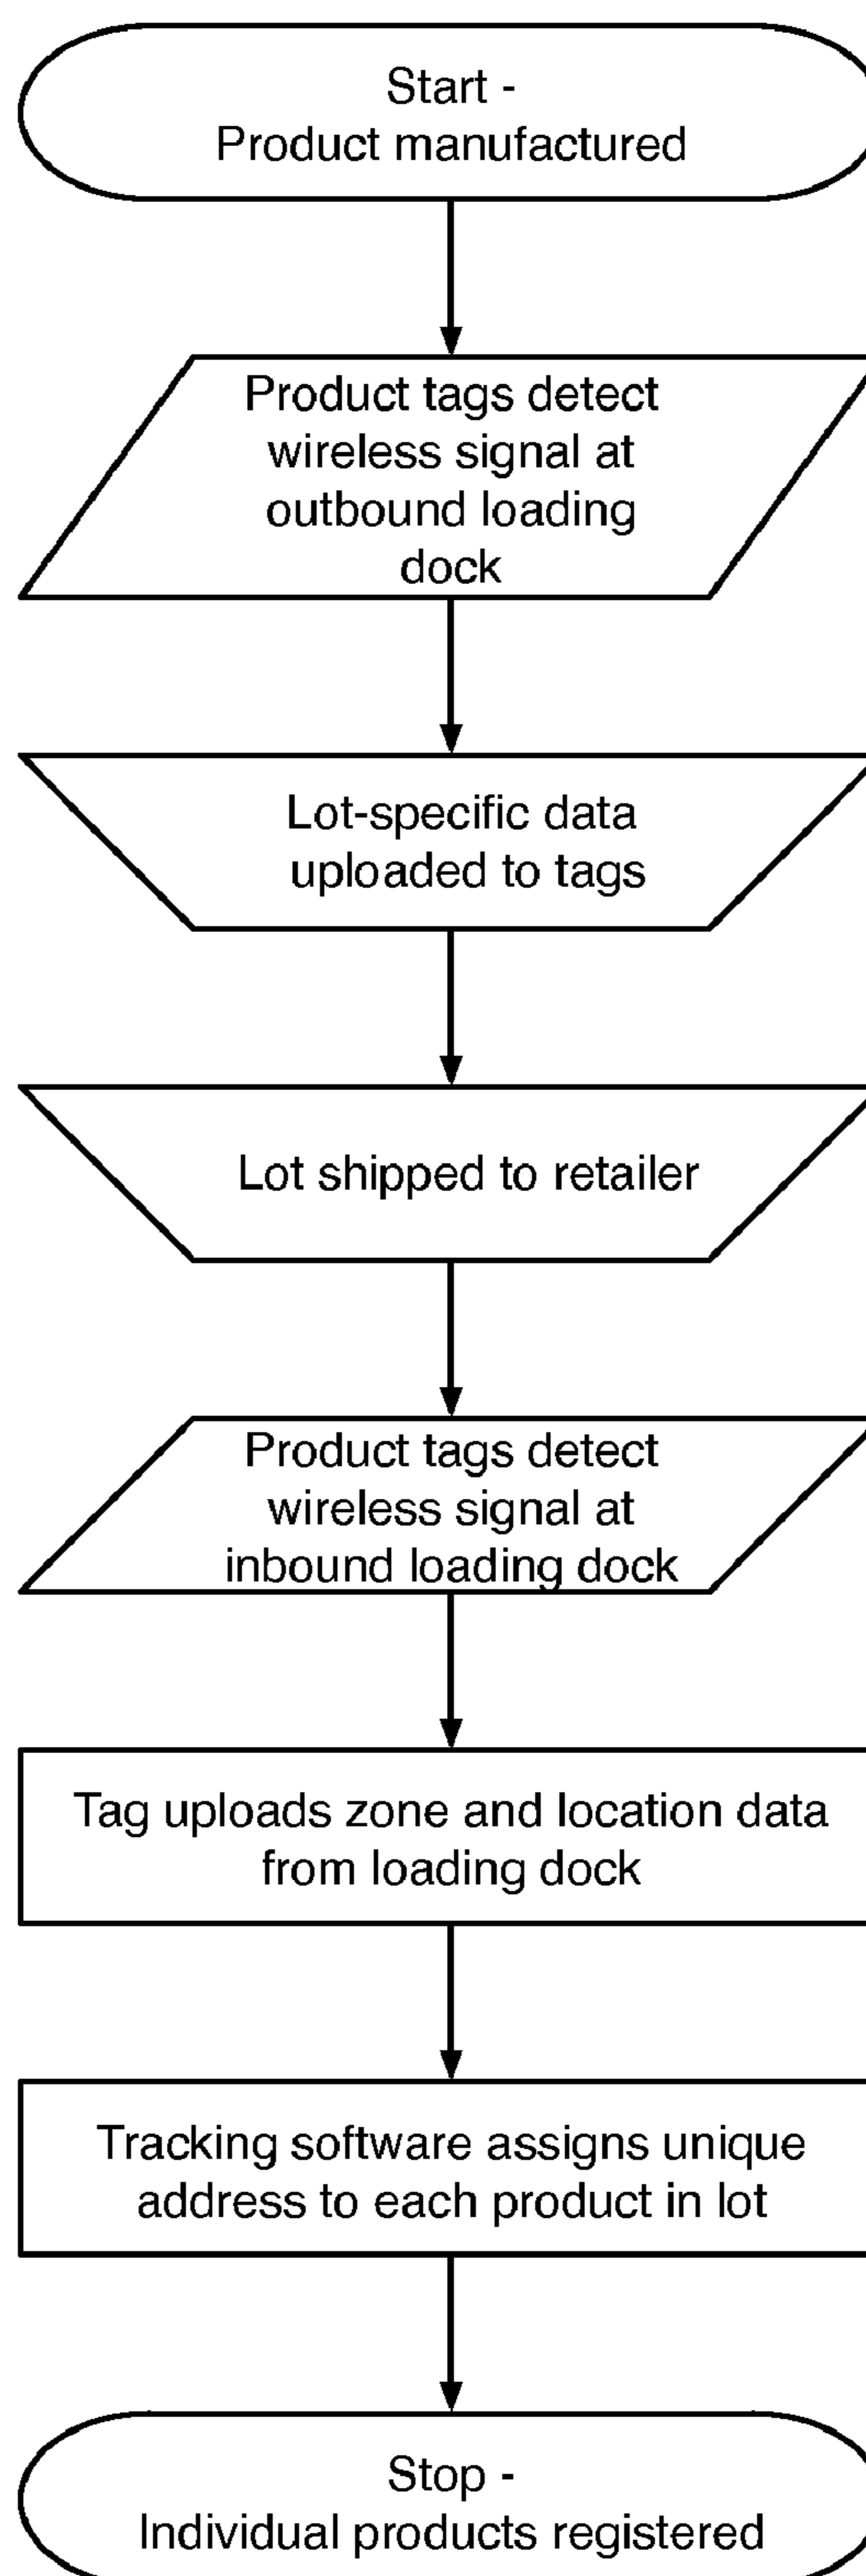 Start -
Product manufactured
Product tags detect
wireless signal at
outbound loading
dock
Lot-specific data
uploaded to tags
Lot shipped to retailer
Product tags detect
wireless signal at
inbound loading dock
Tag uploads zone and location data
from loading dock
Tracking software assigns unique
address to each product in lot
Stop -
Individual products registered